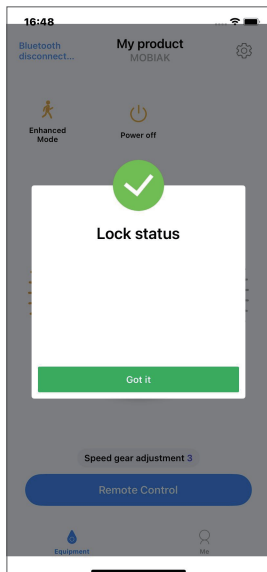 16:48
Bluetooth
disconnect...
My product
MOBIAK
Enhanced
Mode
Power off
Lock status
Got it
Speed gear adjustment 3
Remote Control
Equipment
Me